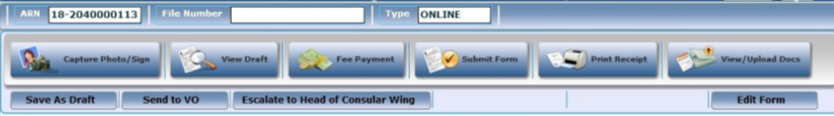 ARN 18-2040000113 File Number Type ONLINE
Capture Photo/Sign View Draft Fee Payment Submit Form Print Receipt View/Upload Docs
Save As Draft Send to VO Escalate to Head of Consular Wing Edit Form